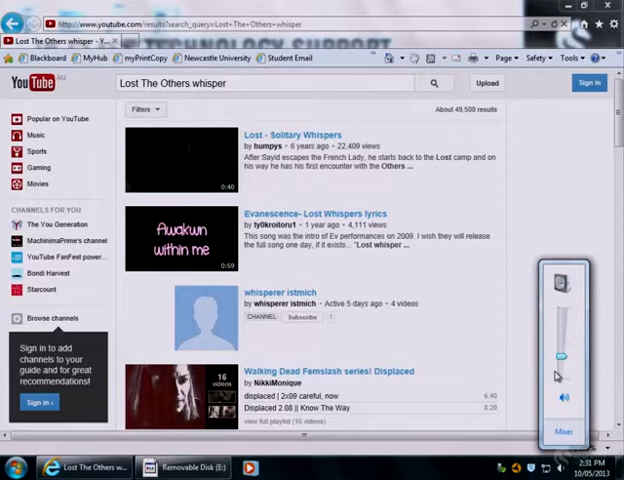 http://www.youtube.com/results?search_query=Lost+The+Others+whisper
Lost The Others whisper - Y...
Blackboard MyHub myPrintCopy Newcastle University Student Email Page Safety Tools
YouTube AU
Lost The Others whisper
Upload
Sign in
Filters
About 49,500 results
Popular on YouTube
Music
Sports
Gaming
Movies
CHANNELS FOR YOU
The You Generation
MachinimaPrime's channel
YouTube FanFest power...
Bondi Harvest
Starcount
Browse channels
Sign in to add
channels to your
guide and for great
recommendations!
Sign in ›
0:40
Lost - Solitary Whispers
by humpys • 6 years ago • 22,409 views
After Sayid escapes the French Lady, he starts back to the Lost camp and on
his way he has his first encounter with the Others ...
Awakwn
within me
0:59
Evanescence- Lost Whispers lyrics
by ty0kroitoru1 • 1 year ago • 4,111 views
This song was the intro of Ev performances on 2009. I wish they will release
the full song one day, if it exists... "Lost whisper ...
whisperer istmich
by whisperer istmich • Active 5 days ago • 4 videos
CHANNEL Subscribe
16
videos
Walking Dead Femslash series! Displaced
by NikkiMonique
displaced | 2x09 careful, now 6:40
Displaced 2.08 || Know The Way 8:20
view full playlist (16 videos)
Mixer
Lost The Others w...
Removable Disk (E:)
2:31 PM
10/05/2013